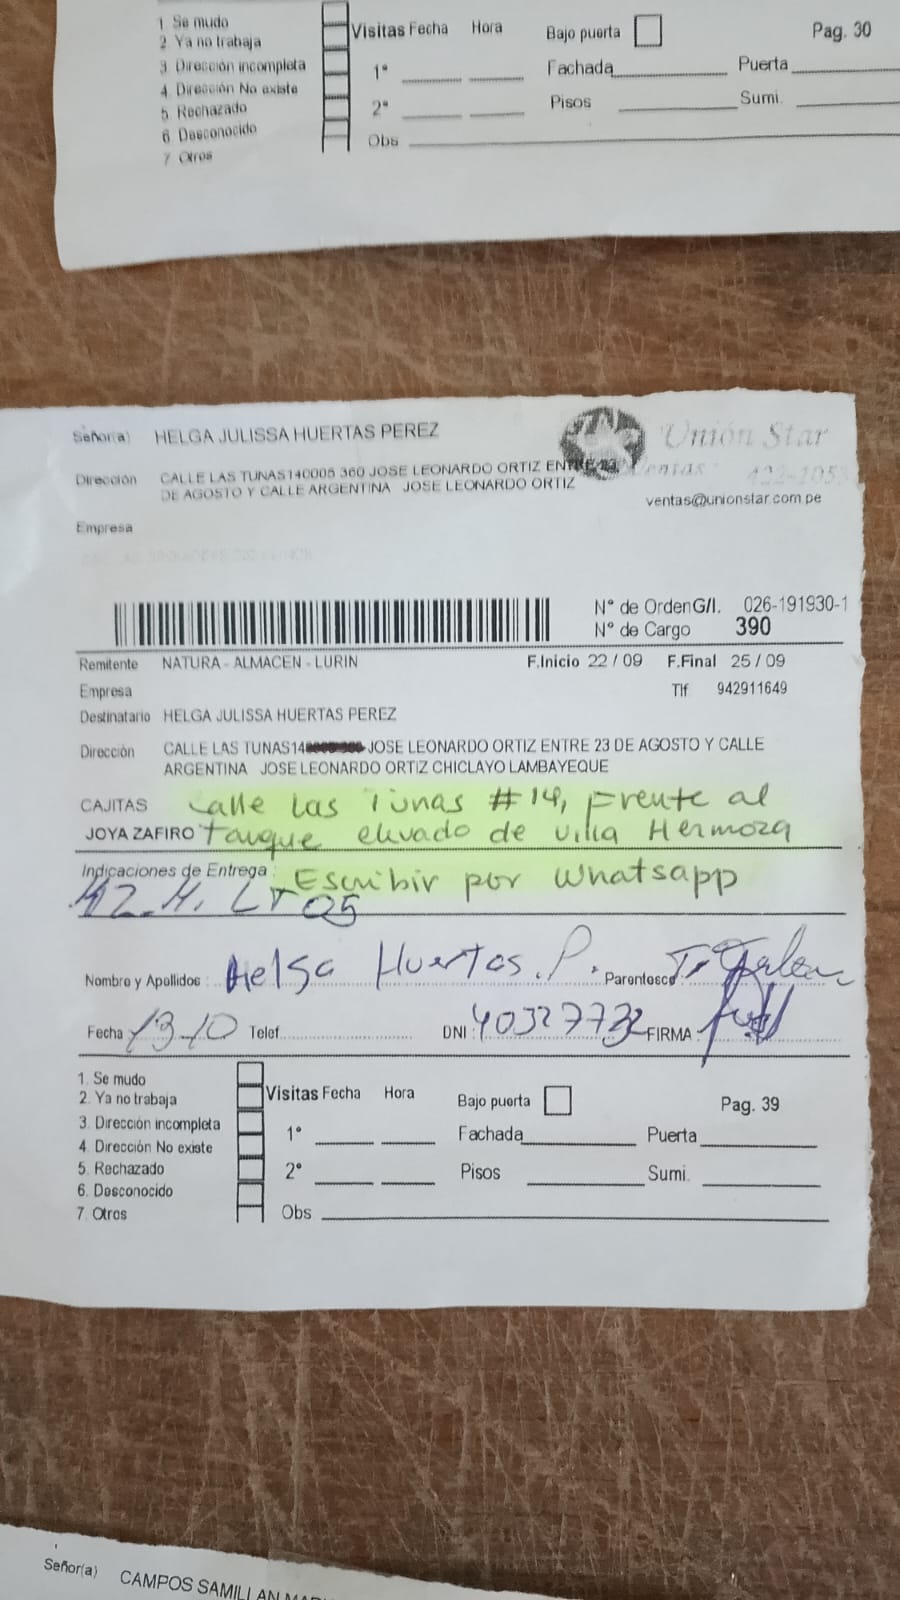 1. Se mudo
2. Ya no trabaja
3. Dirección incompleta
4. Dirección No existe
5. Rechazado
6. Desconocido
7. Otros
Visitas Fecha Hora Bajo puerta Pag. 30
1° Fachada Puerta
2° Pisos Sumi.
Obs
Señor(a) HELGA JULISSA HUERTAS PEREZ
Unión Star
Dirección CALLE LAS TUNAS140005 360 JOSE LEONARDO ORTIZ ENTRE 23
DE AGOSTO Y CALLE ARGENTINA JOSE LEONARDO ORTIZ
Ventas: 422-1053
ventas@unionstar.com.pe
Empresa
N° de OrdenG/I. 026-191930-1
N° de Cargo 390
Remitente NATURA - ALMACEN - LURIN F.Inicio 22 / 09 F.Final 25 / 09
Empresa Tlf 942911649
Destinatario HELGA JULISSA HUERTAS PEREZ
Dirección CALLE LAS TUNAS14 JOSE LEONARDO ORTIZ ENTRE 23 DE AGOSTO Y CALLE
ARGENTINA JOSE LEONARDO ORTIZ CHICLAYO LAMBAYEQUE
CAJITAS Calle Las Tunas #14, Frente al
JOYA ZAFIRO Tanque elevado de villa Hermoza
Indicaciones de Entrega : Escribir por Whatsapp
Lt 05
Nombre y Apellidos : Helga Huertas. P. Parentesco
Fecha 13-10 Telef. DNI : 40327732 FIRMA :
1. Se mudo
2. Ya no trabaja
3. Dirección incompleta
4. Dirección No existe
5. Rechazado
6. Desconocido
7. Otros
Visitas Fecha Hora Bajo puerta Pag. 39
1° Fachada Puerta
2° Pisos Sumi.
Obs
Señor(a) CAMPOS SAMILLAN